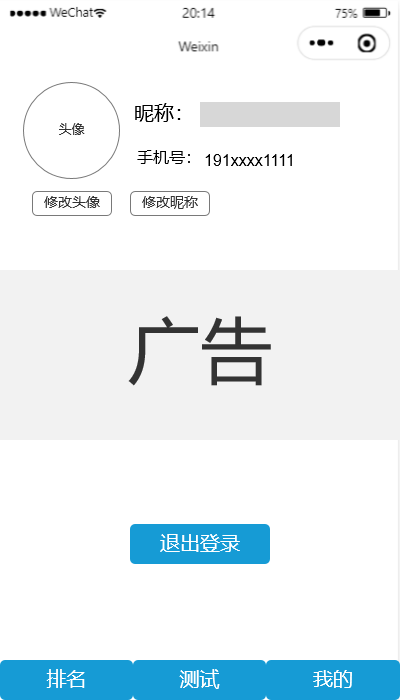 WeChat 20:14 75%
Weixin
头像
昵称：
手机号： 191xxxx1111
修改头像 修改昵称
广告
退出登录
排名 测试 我的